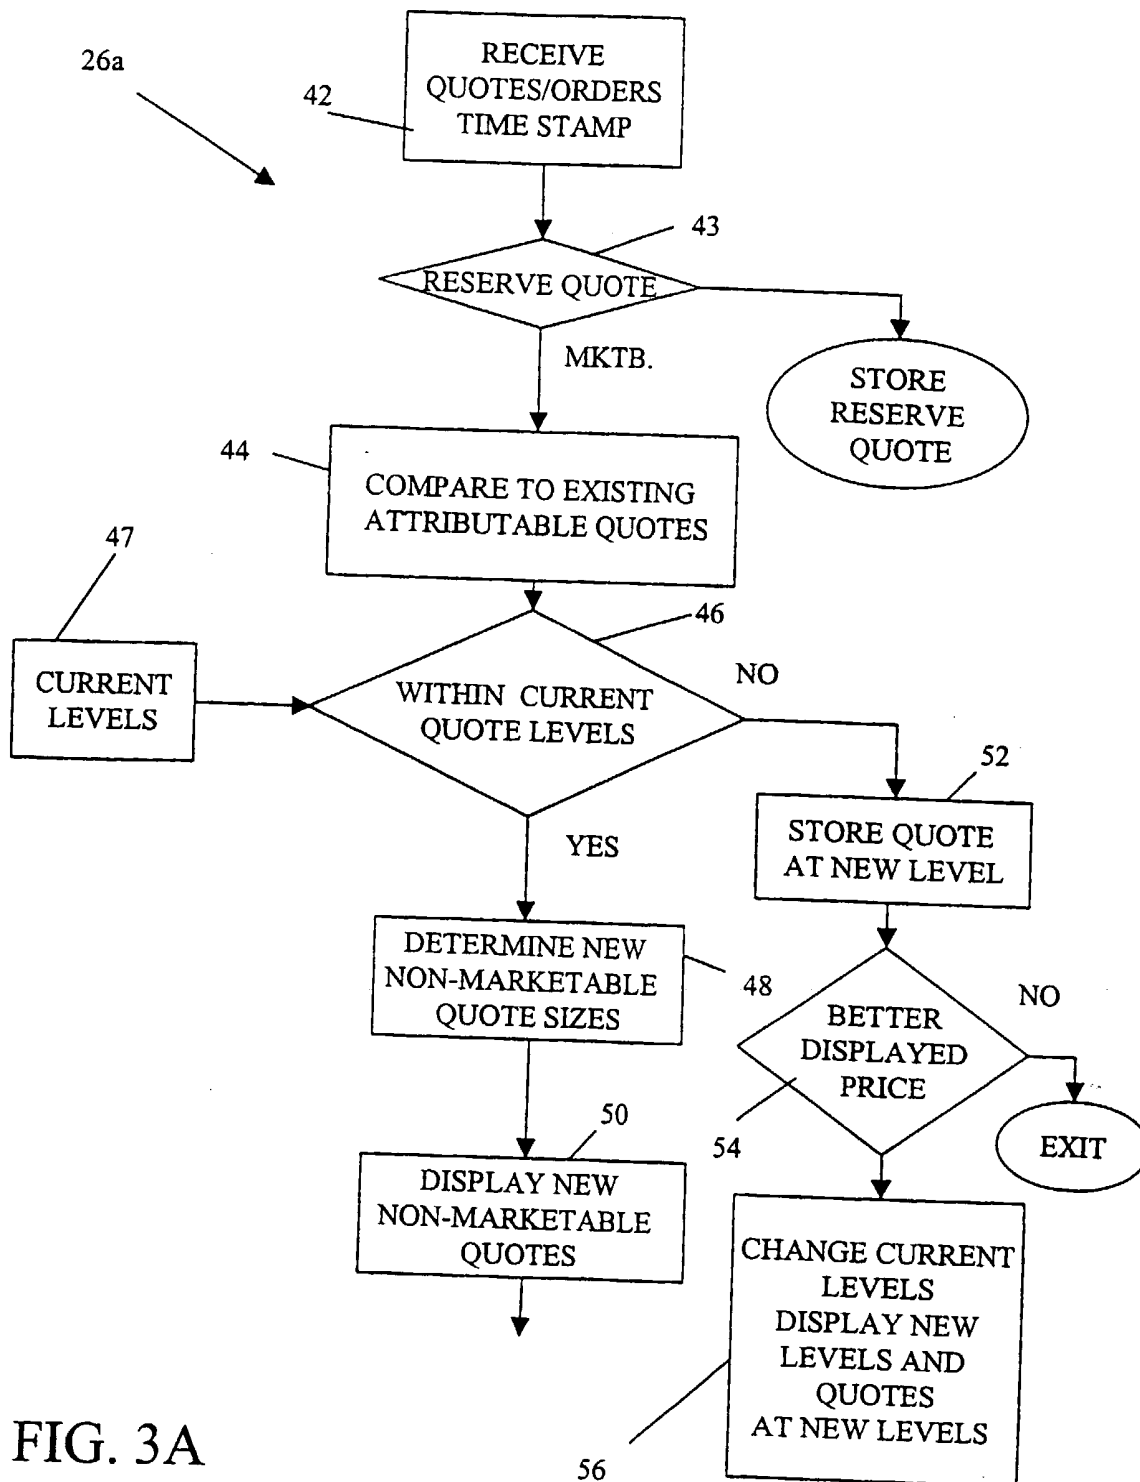 26a
42
RECEIVE
QUOTES/ORDERS
TIME STAMP
43
RESERVE QUOTE
MKTB.
STORE
RESERVE
QUOTE
44
COMPARE TO EXISTING
ATTRIBUTABLE QUOTES
47
46
CURRENT
LEVELS
WITHIN CURRENT
QUOTE LEVELS
NO
YES
52
STORE QUOTE
AT NEW LEVEL
DETERMINE NEW
NON-MARKETABLE
QUOTE SIZES
48
BETTER
DISPLAYED
PRICE
NO
54
EXIT
50
DISPLAY NEW
NON-MARKETABLE
QUOTES
CHANGE CURRENT
LEVELS
DISPLAY NEW
LEVELS AND
QUOTES
AT NEW LEVELS
56
FIG. 3A